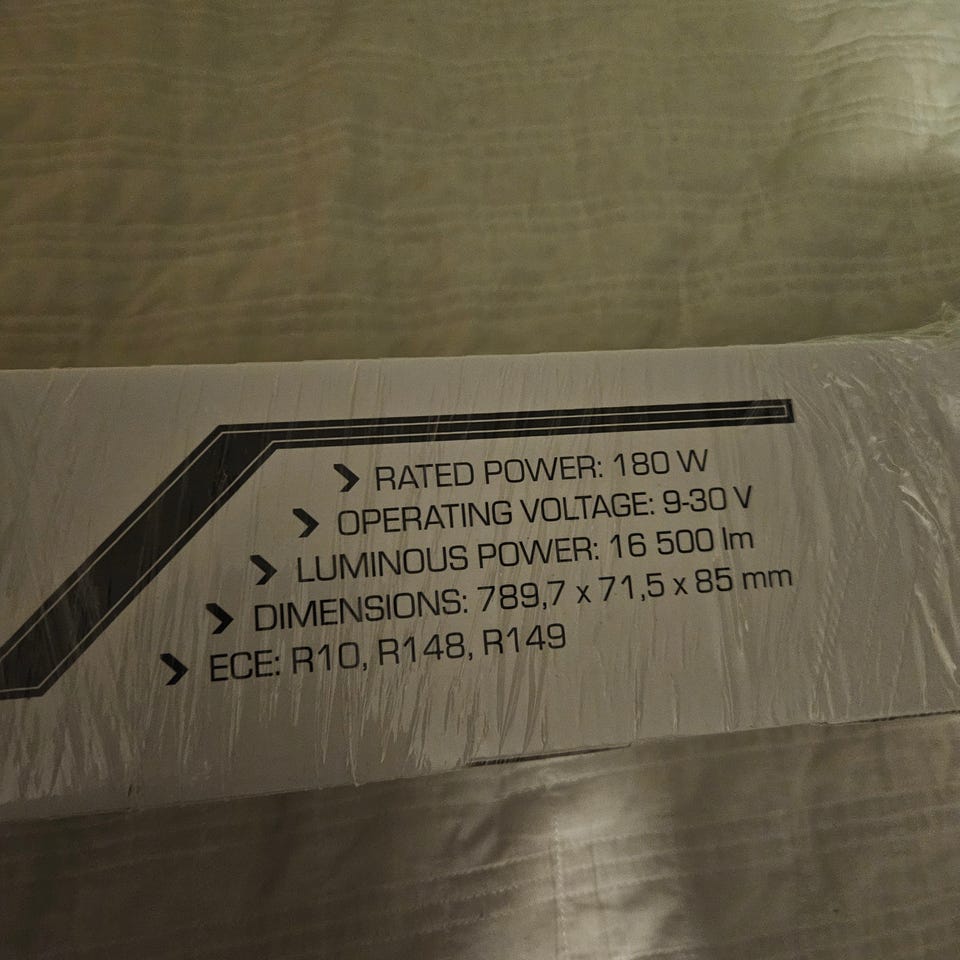 RATED POWER: 180 W
OPERATING VOLTAGE: 9-30 V
LUMINOUS POWER: 16 500 lm
DIMENSIONS: 789,7 x 71,5 x 85 mm
ECE: R10, R148, R149